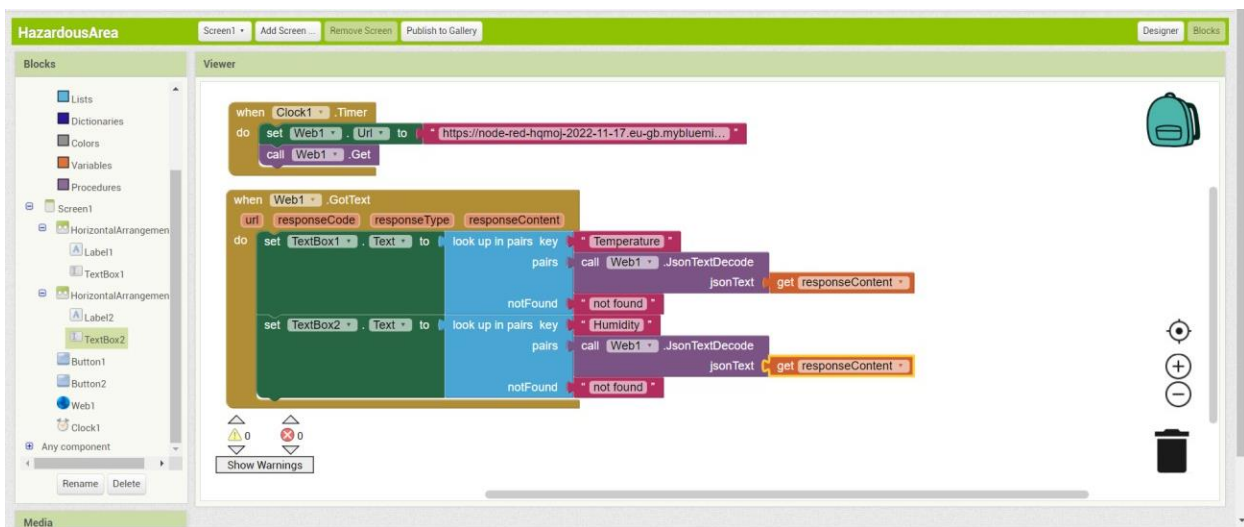 HazardousArea Screen1 Add Screen ... Remove Screen Publish to Gallery Designer Blocks
Blocks
Viewer
Lists
Dictionaries
Colors
Variables
Procedures
Screen1
HorizontalArrangemen
Label1
TextBox1
HorizontalArrangemen
Label2
TextBox2
Button1
Button2
Web1
Clock1
Any component
Rename Delete
Media
when Clock1 .Timer
do set Web1 . Url to " https://node-red-hqmoj-2022-11-17.eu-gb.mybluemi... "
call Web1 .Get
when Web1 .GotText
url responseCode responseType responseContent
do set TextBox1 . Text to look up in pairs key " Temperature "
pairs call Web1 .JsonTextDecode
jsonText get responseContent
notFound " not found "
set TextBox2 . Text to look up in pairs key " Humidity "
pairs call Web1 .JsonTextDecode
jsonText get responseContent
notFound " not found "
0 0
Show Warnings